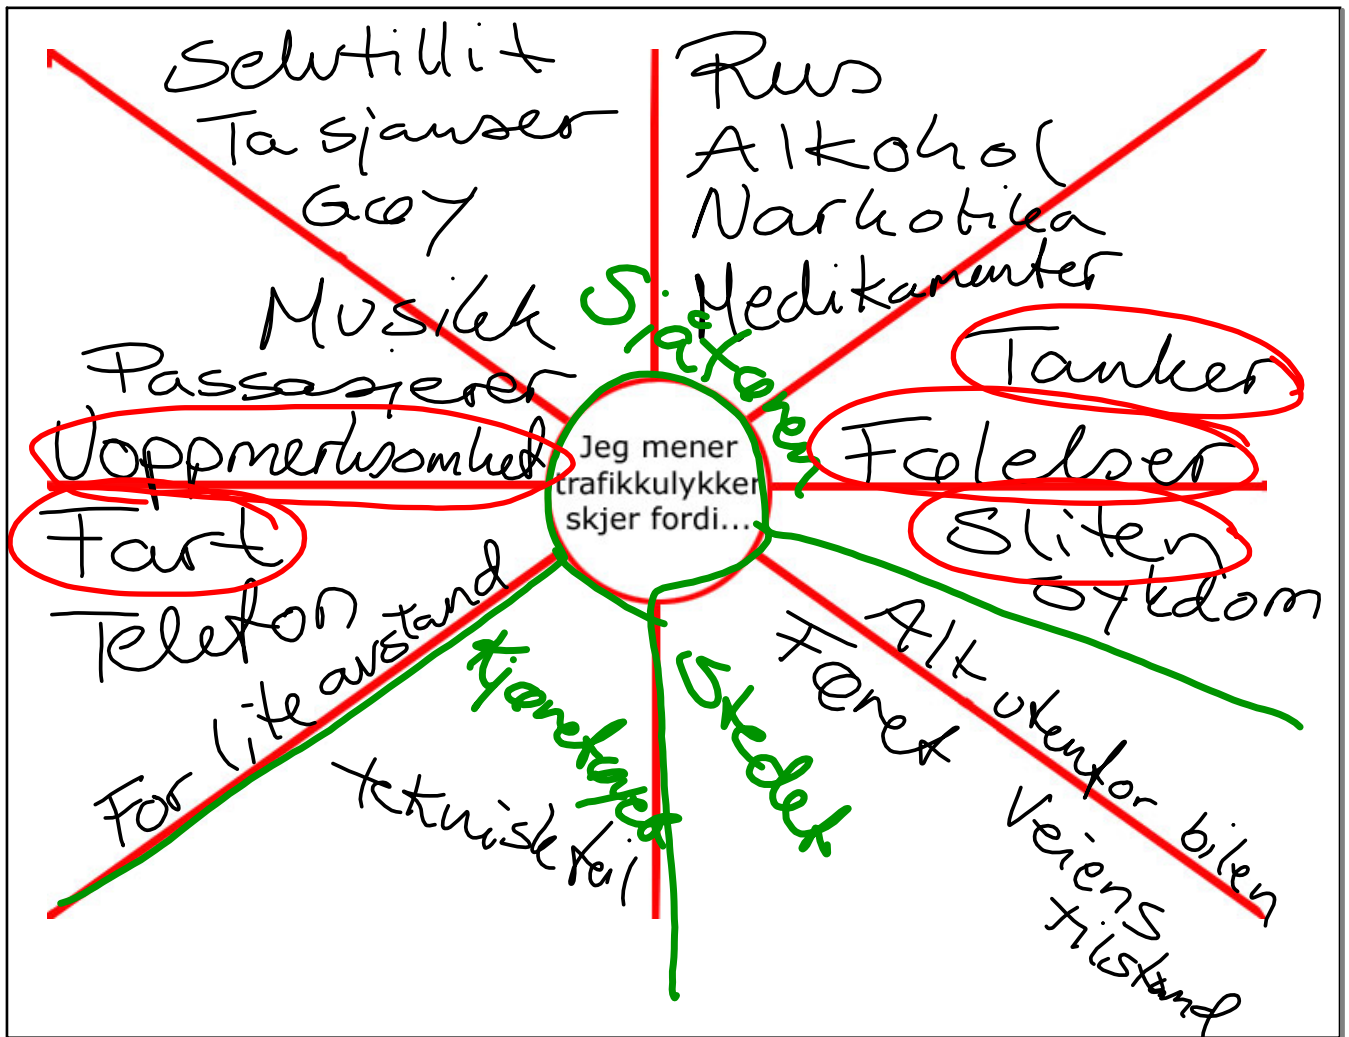 Selvtillit
Ta sjanser
Gøy
Musikk
Passasjerer
Uoppmerksomhet
Fart
Telefon
For lite avstand
Rus
Alkohol
Narkotika
Medikamenter
Tanker
Følelser
Sliten
Sykdom
Sjåføren
Jeg mener
trafikkulykker
skjer fordi...
Kjøretøyet
teknisk feil
Stedet
Føret
Alt utenfor bilen
Veiens
tilstand